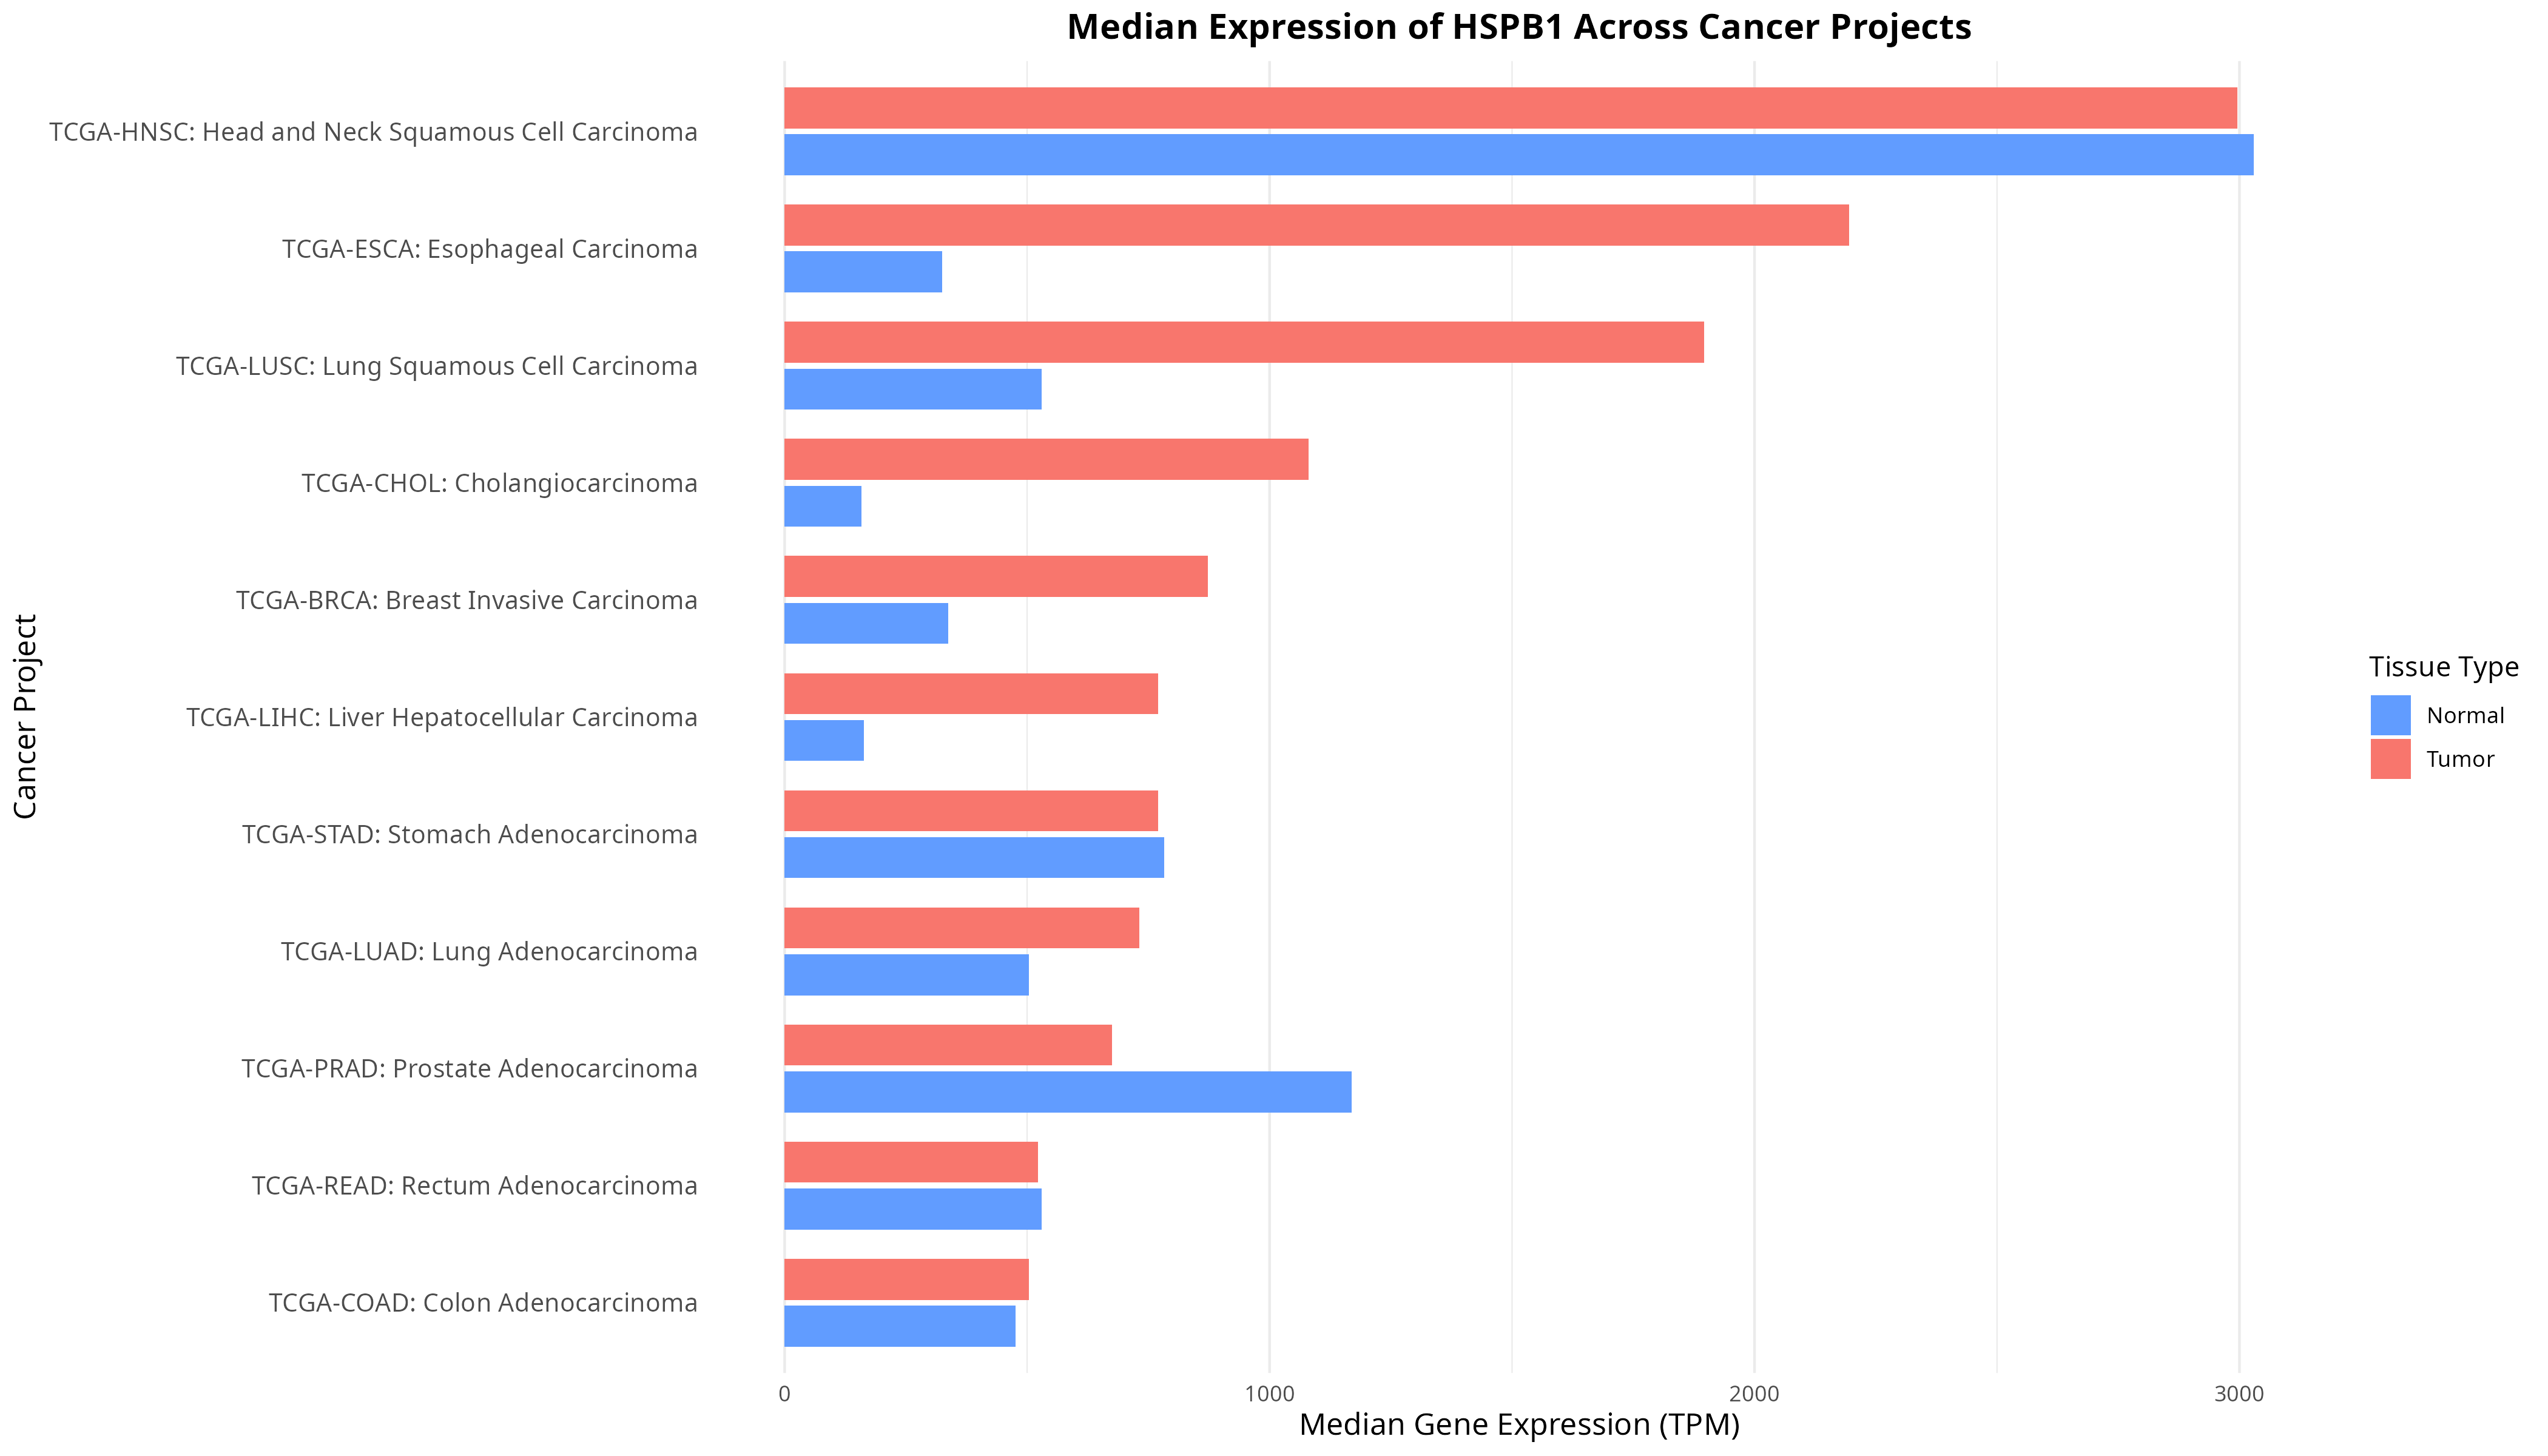 Median Expression of HSPB1 Across Cancer Projects
TCGA-HNSC: Head and Neck Squamous Cell Carcinoma
TCGA-ESCA: Esophageal Carcinoma
TCGA-LUSC: Lung Squamous Cell Carcinoma
TCGA-CHOL: Cholangiocarcinoma
TCGA-BRCA: Breast Invasive Carcinoma
TCGA-LIHC: Liver Hepatocellular Carcinoma
TCGA-STAD: Stomach Adenocarcinoma
TCGA-LUAD: Lung Adenocarcinoma
TCGA-PRAD: Prostate Adenocarcinoma
TCGA-READ: Rectum Adenocarcinoma
TCGA-COAD: Colon Adenocarcinoma
Cancer Project
0 1000 2000 3000
Median Gene Expression (TPM)
Tissue Type
Normal
Tumor